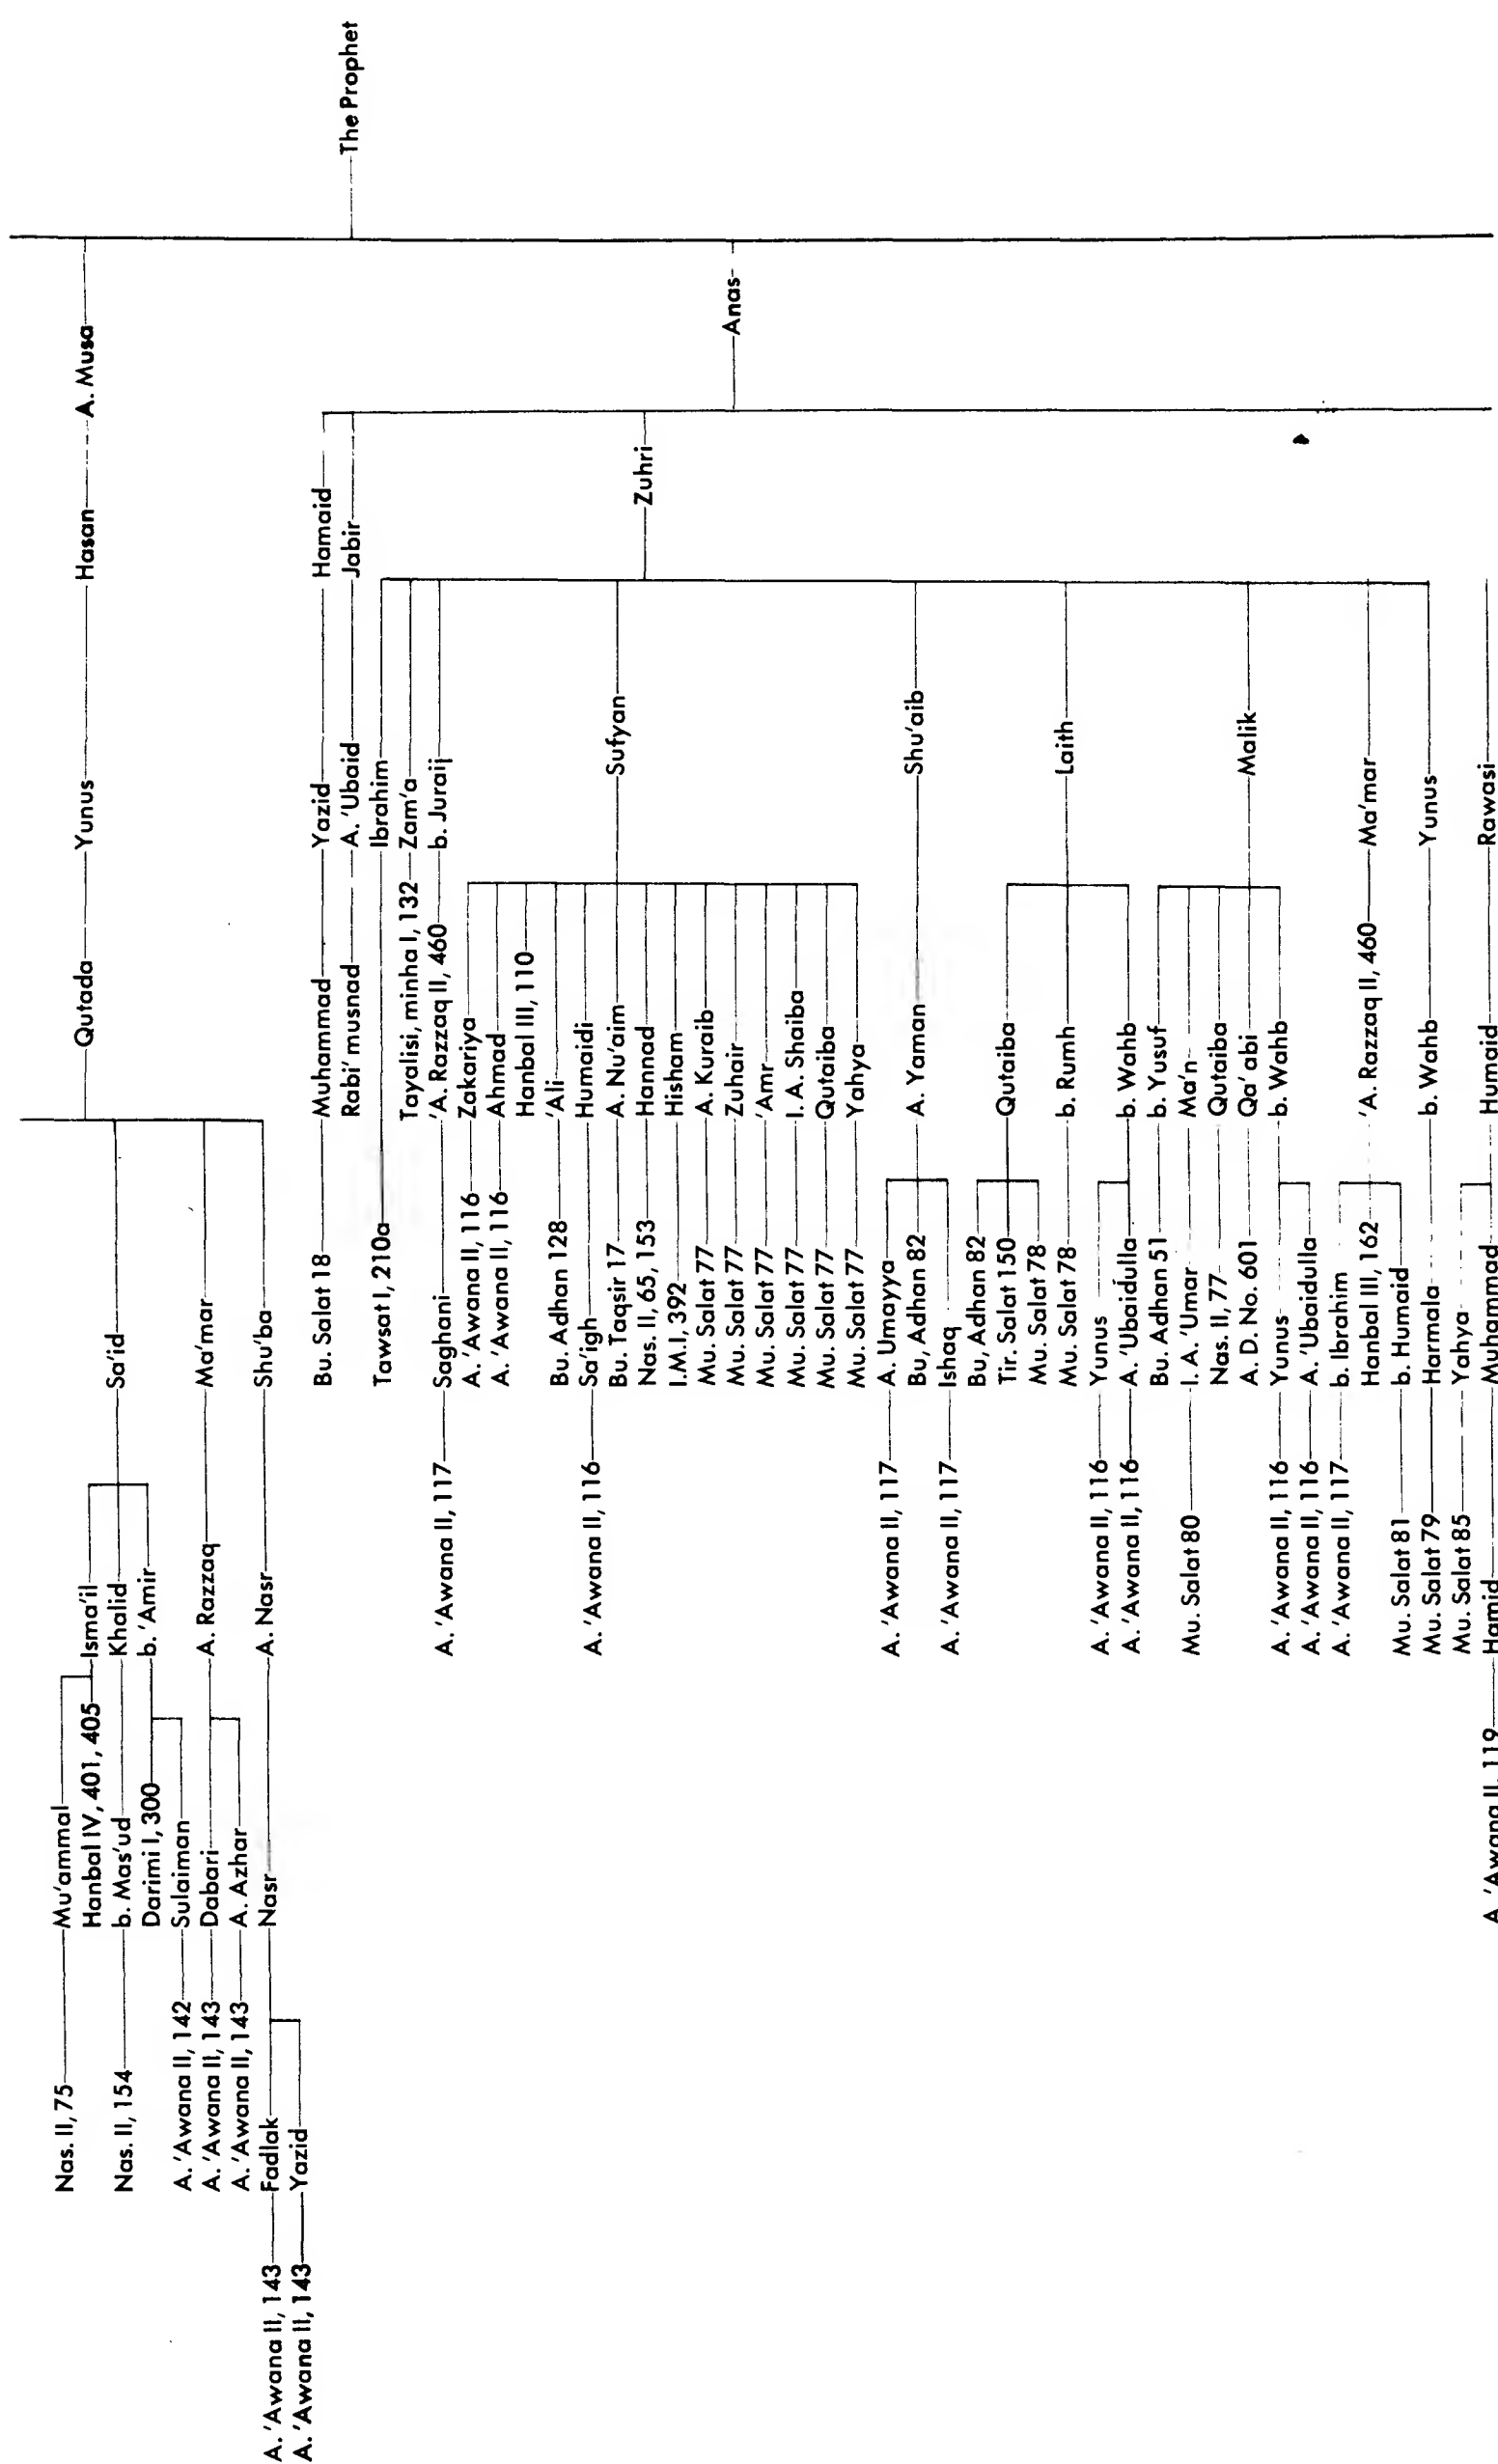 Nas. II, 75 Mu'ammal
Hanbal IV, 401, 405 Isma'il Qutada Yunus Hasan A. Musa
Nas. II, 154 b. Mas'ud Khalid Sa'id
Darimi I, 300 b. 'Amir
A. 'Awana II, 142 Sulaiman
A. 'Awana II, 143 Dabari A. Razzaq Ma'mar
A. 'Awana II, 143 A. Azhar
A. 'Awana II, 143 Fadlak Nasr A. Nasr Shu'ba
A. 'Awana II, 143 Yazid
Bu. Salat 18 Muhammad Yazid Hamaid
Rabi' musnad A. 'Ubaid Jabir The Prophet
Tawsat I, 210a Ibrahim
Tayalisi, minha I, 132 Zam'a
A. 'Awana II, 117 Saghani 'A. Razzaq II, 460 b. Juraij
A. 'Awana II, 116 Zakariya
A. 'Awana II, 116 Ahmad
Hanbal III, 110
Bu. Adhan 128 'Ali
A. 'Awana II, 116 Sa'igh Humaidi
Bu. Taqsir 17 A. Nu'aim Sufyan
Nas. II, 65, 153 Hannad Zuhri
I.M.I, 392 Hisham
Mu. Salat 77 A. Kuraib
Mu. Salat 77 Zuhair Anas
Mu. Salat 77 'Amr
Mu. Salat 77 I. A. Shaiba
Mu. Salat 77 Qutaiba
Mu. Salat 77 Yahya
A. 'Awana II, 117 A. Umayya
Bu, Adhan 82 A. Yaman Shu'aib
A. 'Awana II, 117 Ishaq
Bu, Adhan 82
Tir. Salat 150 Qutaiba
Mu. Salat 78
Mu. Salat 78 b. Rumh Laith
A. 'Awana II, 116 Yunus
A. 'Awana II, 116 A. 'Ubaidulla b. Wahb
Bu. Adhan 51 b. Yusuf
Mu. Salat 80 I. A. 'Umar Ma'n
Nas. II, 77 Qutaiba
A. D. No. 601 Qa' abi Malik
A. 'Awana II, 116 Yunus b. Wahb
A. 'Awana II, 116 A. 'Ubaidulla
A. 'Awana II, 117 b. Ibrahim
Hanbal III, 162 'A. Razzaq II, 460 Ma'mar
Mu. Salat 81 b. Humaid
Mu. Salat 79 Harmala b. Wahb Yunus
Mu. Salat 85 Yahya
A. 'Awana II, 119 Hamid Muhammad Humaid Rawasi